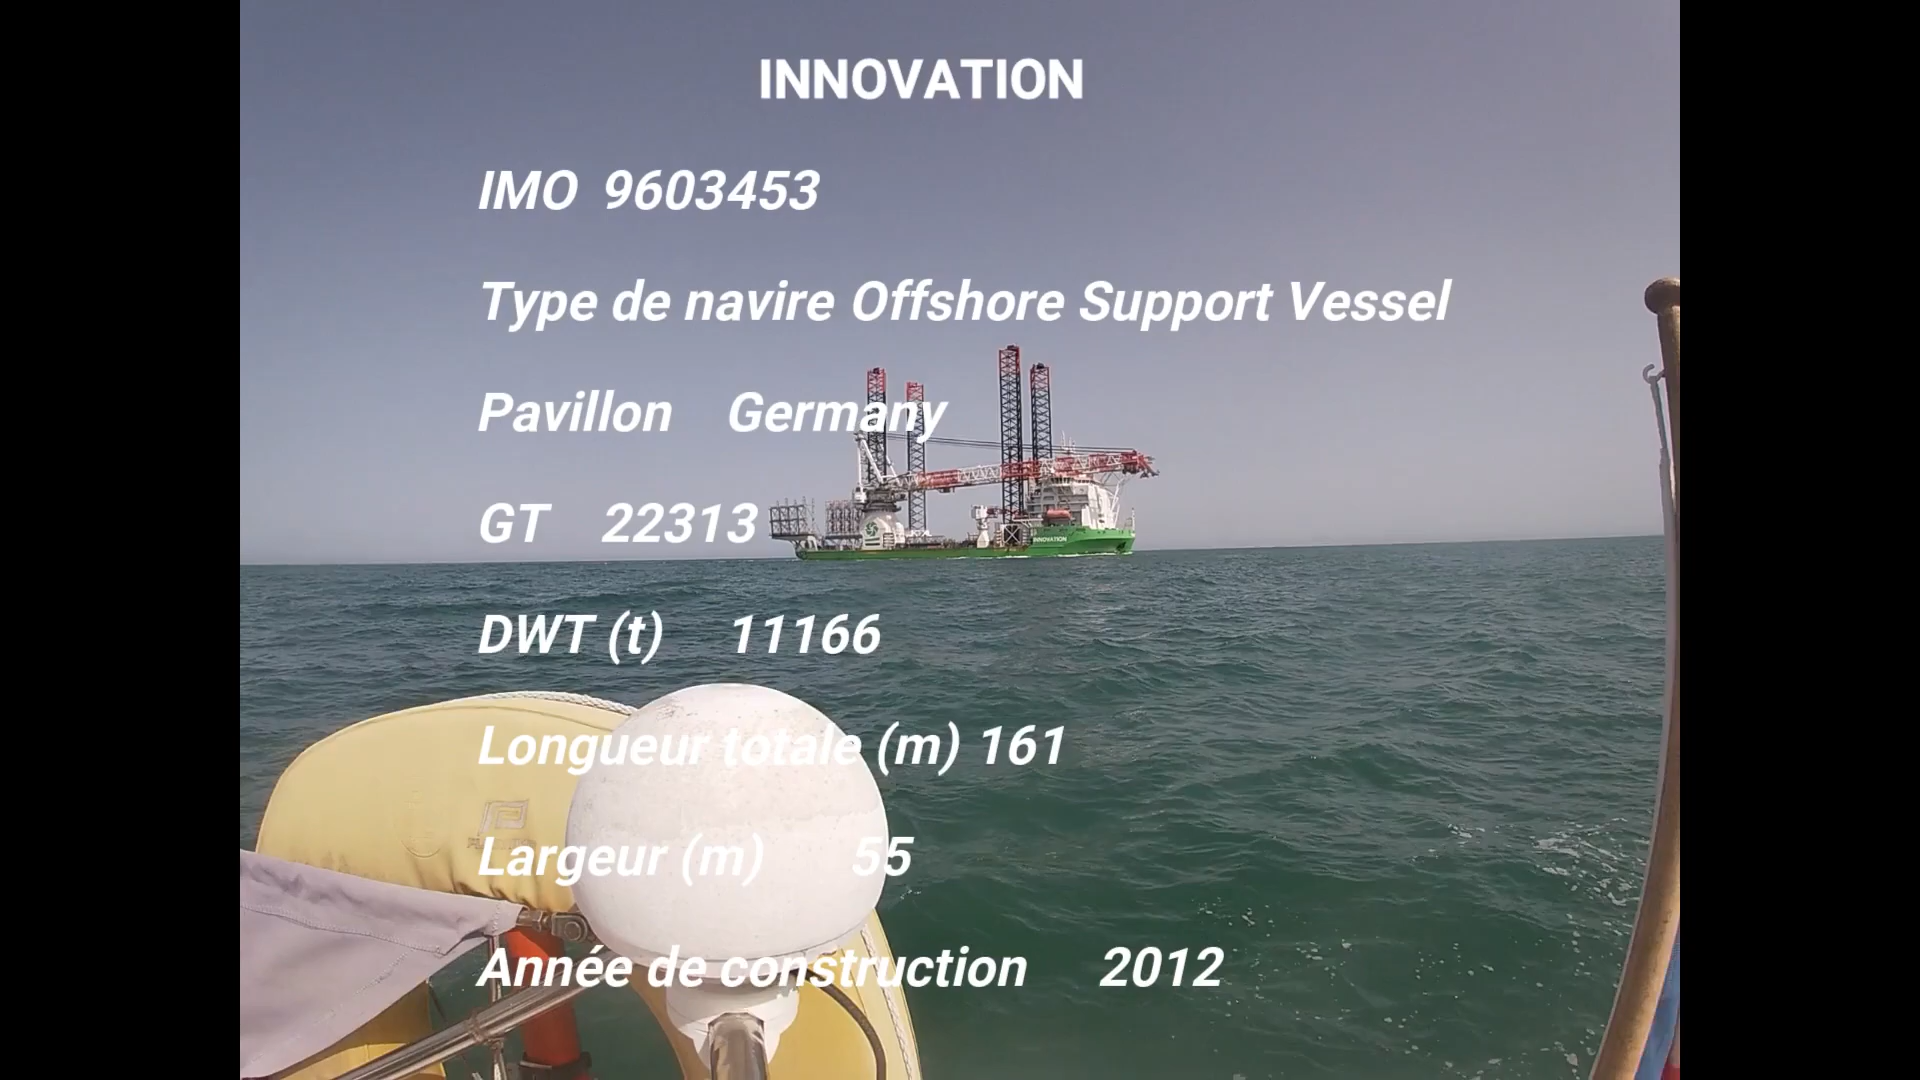 INNOVATION
IMO 9603453
Type de navire Offshore Support Vessel
Pavillon Germany
GT 22313
INNOVATION
DWT (t) 11166
Longueur totale (m) 161
Largeur (m) 55
Année de construction 2012